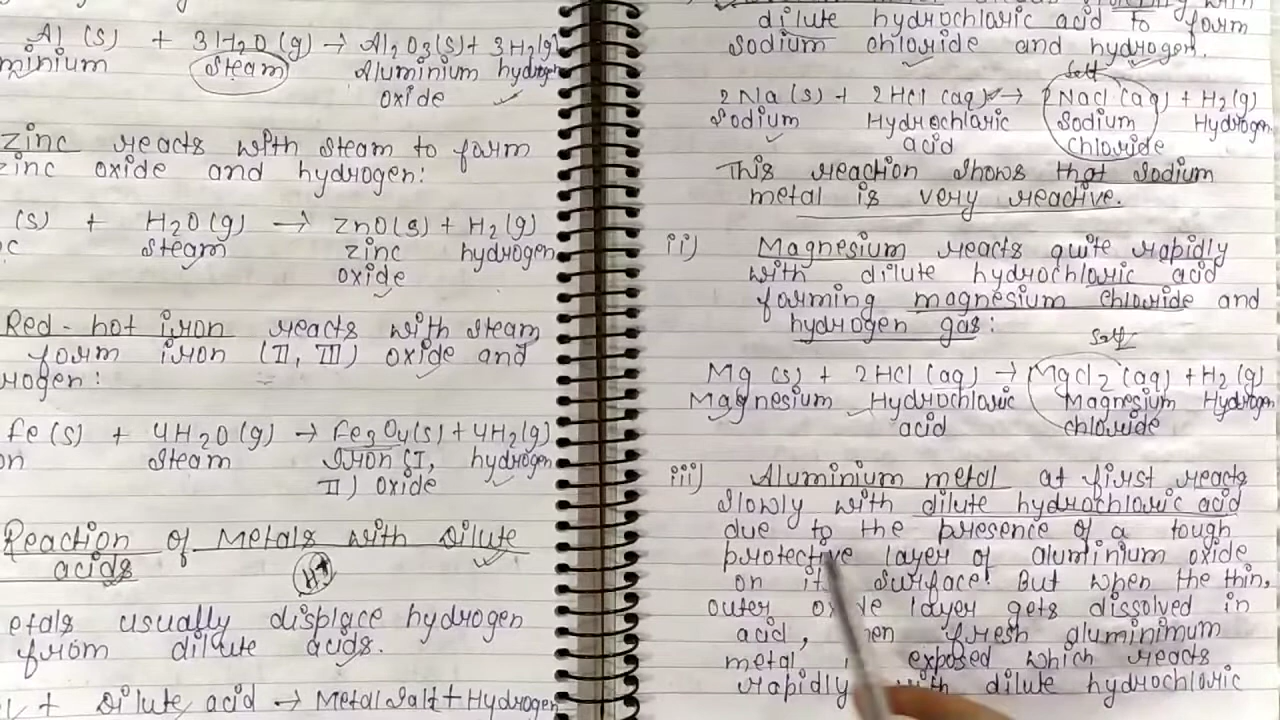 Al (s) + 3H2O (g) → Al2O3(s) + 3H2(g)
minium steam Aluminium hydrogen
oxide
zinc reacts with steam to form
zinc oxide and hydrogen:
(s) + H2O(g) → ZnO(s) + H2(g)
c steam zinc hydrogen
oxide
Red-hot iron reacts with steam
form iron (II, III) oxide and
rogen:
Fe(s) + 4H2O(g) → Fe3O4(s) + 4H2(g)
on steam Iron (I, hydrogen
II) oxide
Reaction of Metals with Dilute
acids
H+
etals usually displace hydrogen
from dilute acids.
+ Dilute acid → Metal Salt + Hydrogen
dilute hydrochloric acid to form
sodium chloride and hydrogen.
Salt
2Na(s) + 2HCl(aq) → 2NaCl(aq) + H2(g)
Sodium Hydrochloric Sodium Hydrogen
acid chloride
This reaction shows that sodium
metal is very reactive.
ii) Magnesium reacts quite rapidly
with dilute hydrochloric acid
forming magnesium chloride and
hydrogen gas:
Salt
Mg (s) + 2HCl (aq) → MgCl2 (aq) + H2(g)
Magnesium Hydrochloric Magnesium Hydrogen
acid chloride
iii) Aluminium metal at first reacts
slowly with dilute hydrochloric acid
due to the presence of a tough
protective layer of aluminium oxide
on it surface. But when the thin,
outer layer gets dissolved in
acid, fresh aluminimum
metal exposed which reacts
rapidly with dilute hydrochloric